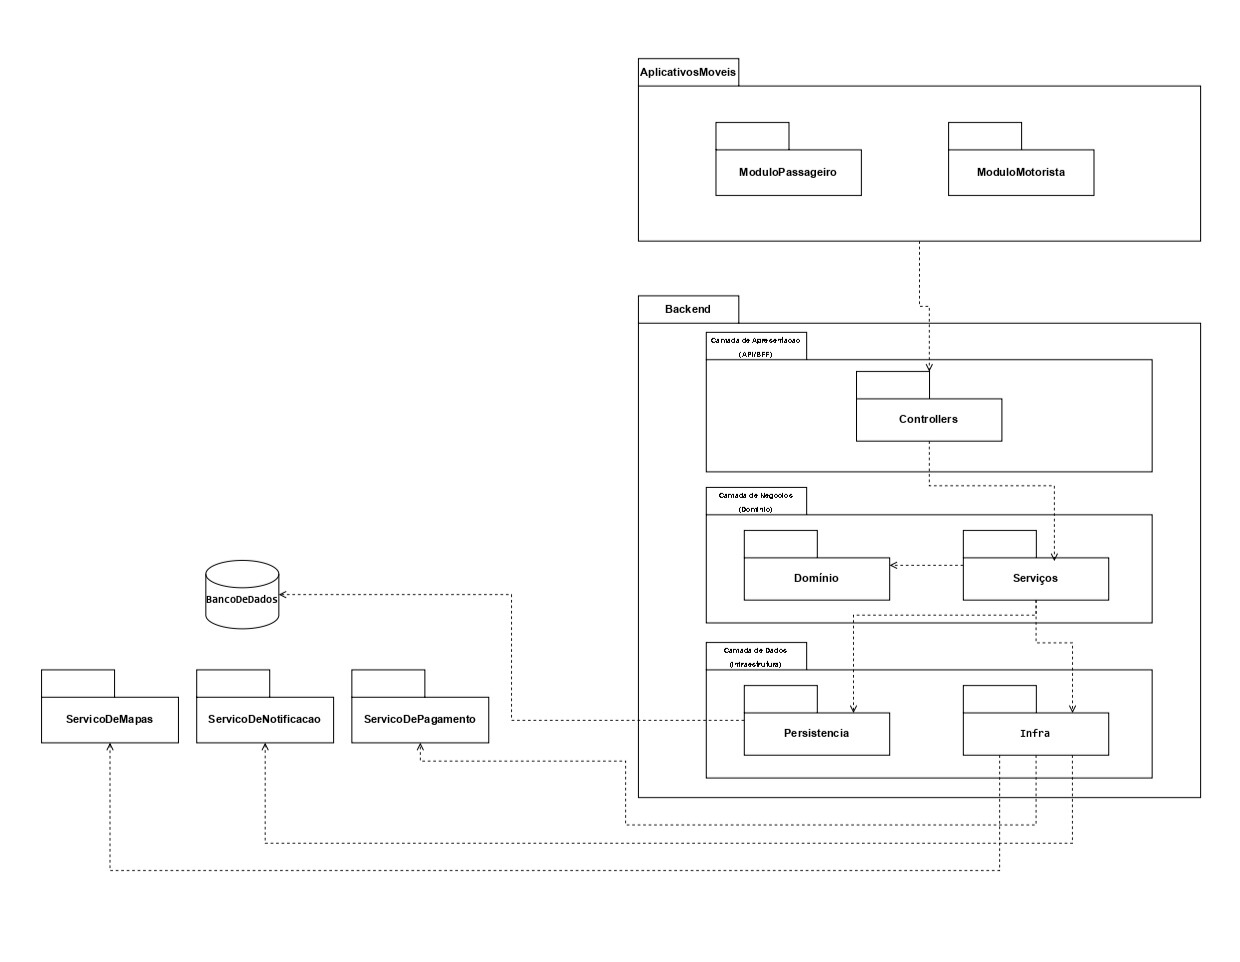 AplicativosMoveis
ModuloPassageiro
ModuloMotorista
Backend
Camada de Apresentacao
(API/BFF)
Controllers
Camada de Negocios
(Dominio)
Domínio
Serviços
BancoDeDados
Camada de Dados
(Infraestrutura)
ServicoDeMapas
ServicoDeNotificacao
ServicoDePagamento
Persistencia
Infra